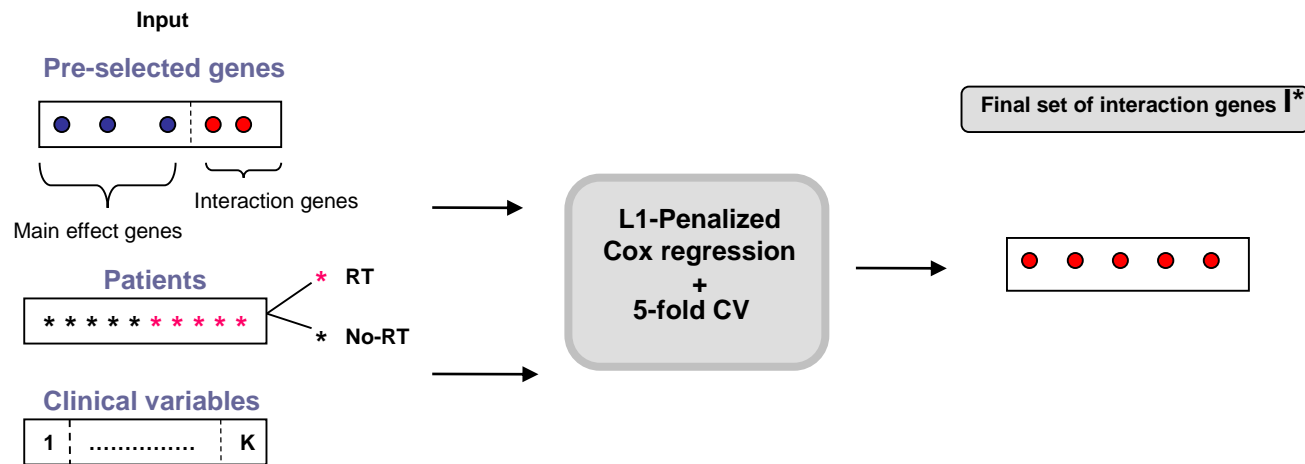 Input
Pre-selected genes
Interaction genes
Main effect genes
Patients
* * * * * * * * * *
* RT
* No-RT
Clinical variables
1 ............... K
L1-Penalized
Cox regression
+
5-fold CV
Final set of interaction genes I*